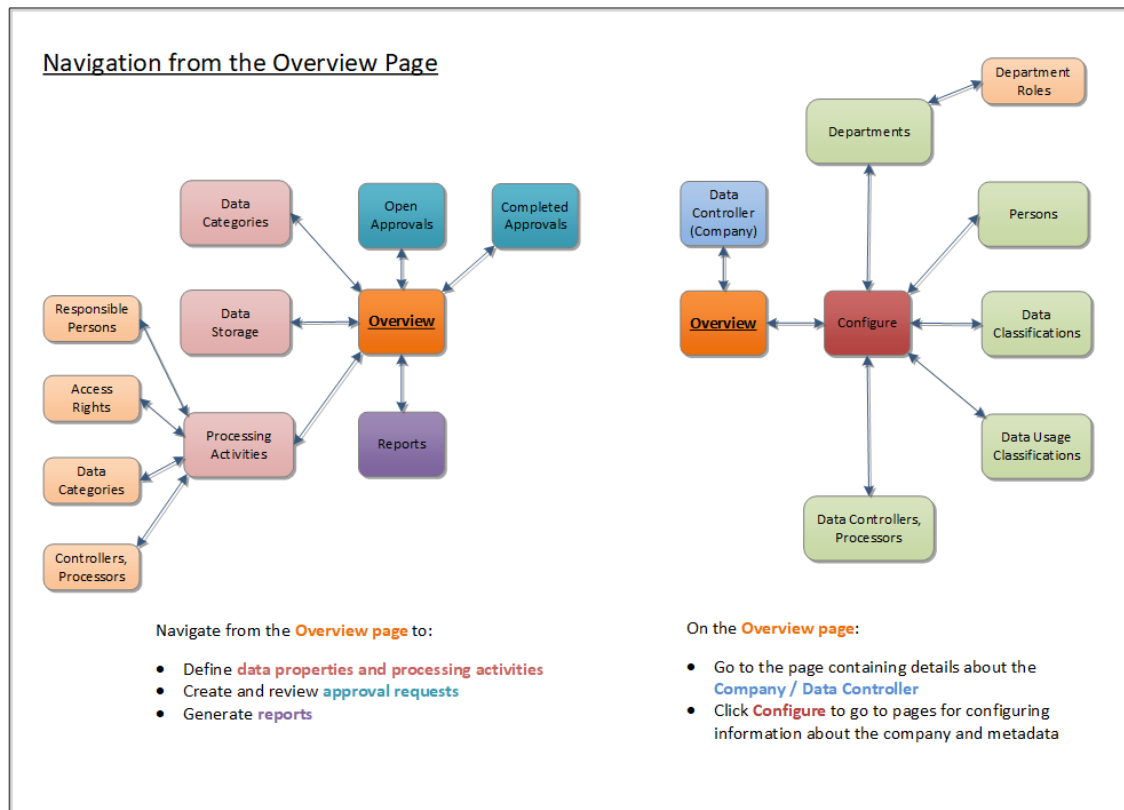 Navigation from the Overview Page
Data
Categories
Open
Approvals
Completed
Approvals
Responsible
Persons
Data
Storage
Overview
Access
Rights
Processing
Activities
Reports
Data
Categories
Controllers,
Processors
Navigate from the Overview page to:
• Define data properties and processing activities
• Create and review approval requests
• Generate reports
Department
Roles
Departments
Data
Controller
(Company)
Persons
Overview
Configure
Data
Classifications
Data Usage
Classifications
Data Controllers,
Processors
On the Overview page:
• Go to the page containing details about the
Company / Data Controller
• Click Configure to go to pages for configuring
information about the company and metadata